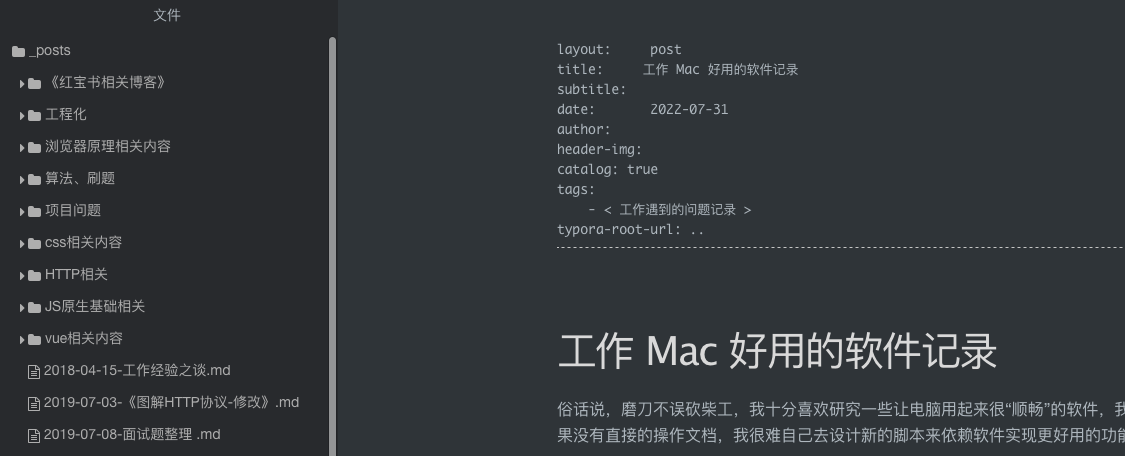 文件
_posts
《红宝书相关博客》
工程化
浏览器原理相关内容
算法、刷题
项目问题
css相关内容
HTTP相关
JS原生基础相关
vue相关内容
2018-04-15-工作经验之谈.md
2019-07-03-《图解HTTP协议-修改》.md
2019-07-08-面试题整理 .md
layout:     post
title:     工作 Mac 好用的软件记录
subtitle:
date:       2022-07-31
author:
header-img:
catalog: true
tags:
    - < 工作遇到的问题记录 >
typora-root-url: ..
工作 Mac 好用的软件记录
俗话说，磨刀不误砍柴工，我十分喜欢研究一些让电脑用起来很“顺畅”的软件，我
果没有直接的操作文档，我很难自己去设计新的脚本来依赖软件实现更好用的功能